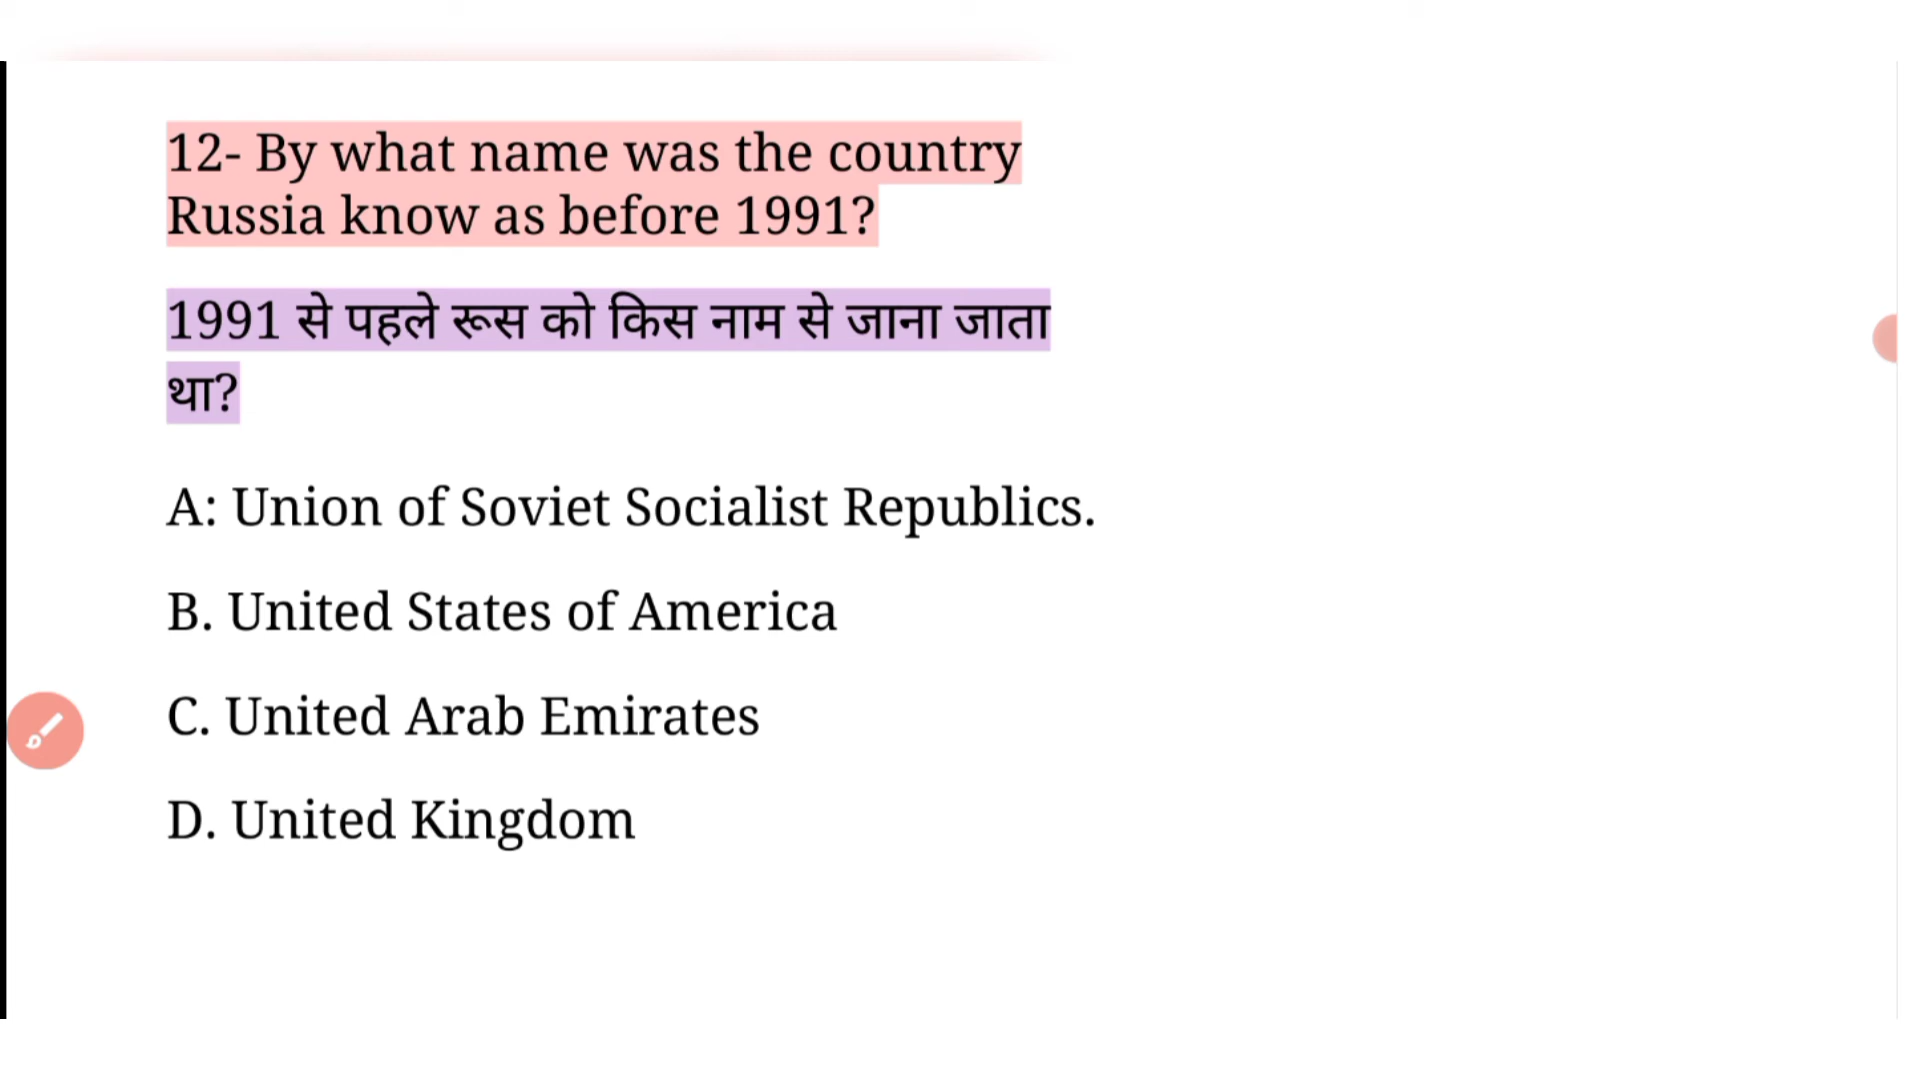 12- By what name was the country
Russia know as before 1991?
1991 से पहले रूस को किस नाम से जाना जाता
था?
A: Union of Soviet Socialist Republics.
B. United States of America
C. United Arab Emirates
D. United Kingdom